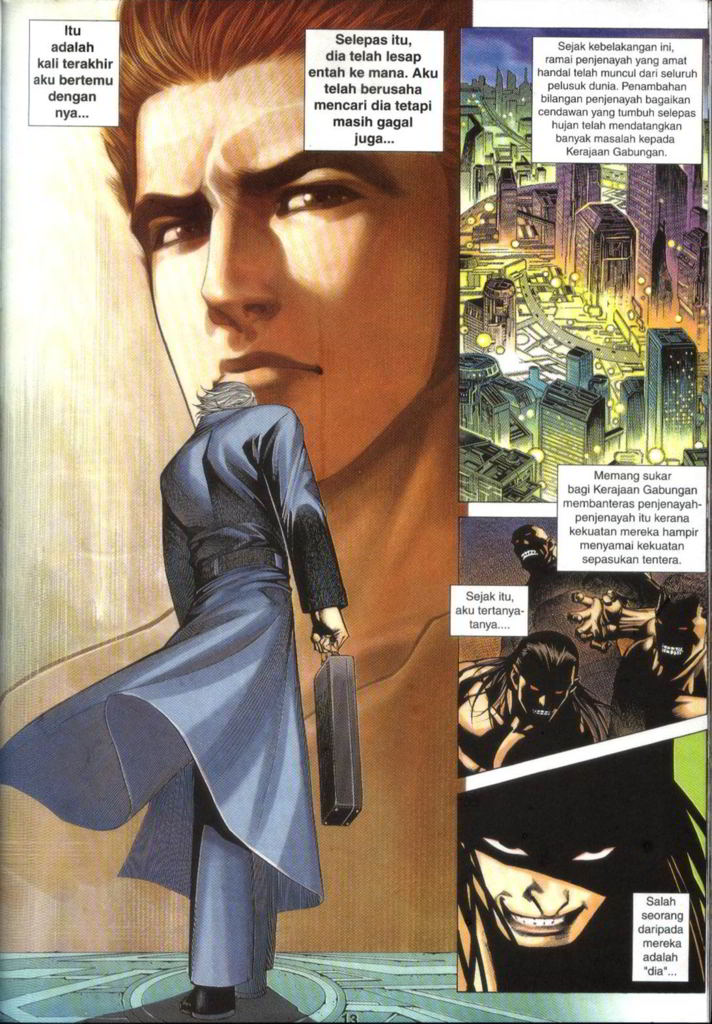 Itu
adalah
kali terakhir
aku bertemu
dengan
nya...
Selepas itu,
dia telah lesap
entah ke mana. Aku
telah berusaha
mencari dia tetapi
masih gagal
juga...
Sejak kebelakangan ini,
ramai penjenayah yang amat
handal telah muncul dari seluruh
pelusuk dunia. Penambahan
bilangan penjenayah bagaikan
cendawan yang tumbuh selepas
hujan telah mendatangkan
banyak masalah kepada
Kerajaan Gabungan.
Memang sukar
bagi Kerajaan Gabungan
membanteras penjenayah-
penjenayah itu kerana
kekuatan mereka hampir
menyamai kekuatan
sepasukan tentera.
Sejak itu,
aku tertanya-
tanya....
Salah
seorang
daripada
mereka
adalah
"dia"...
13